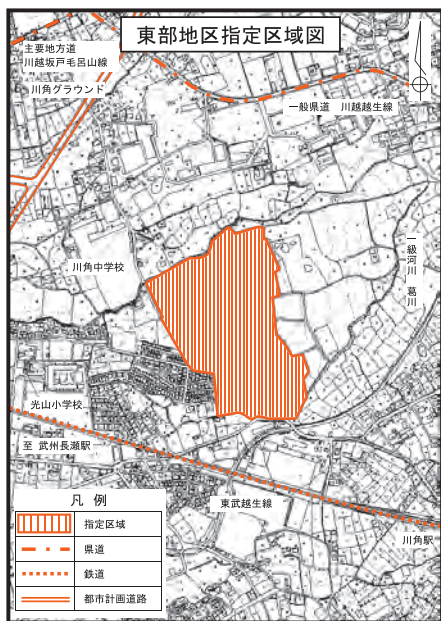 東部地区指定区域図
主要地方道
川越坂戸毛呂山線
川角グラウンド
一般県道 川越越生線
川角中学校
一級河川 葛川
光山小学校
至 武州長瀬駅
東武越生線
川角駅
凡 例
指定区域
県道
鉄道
都市計画道路